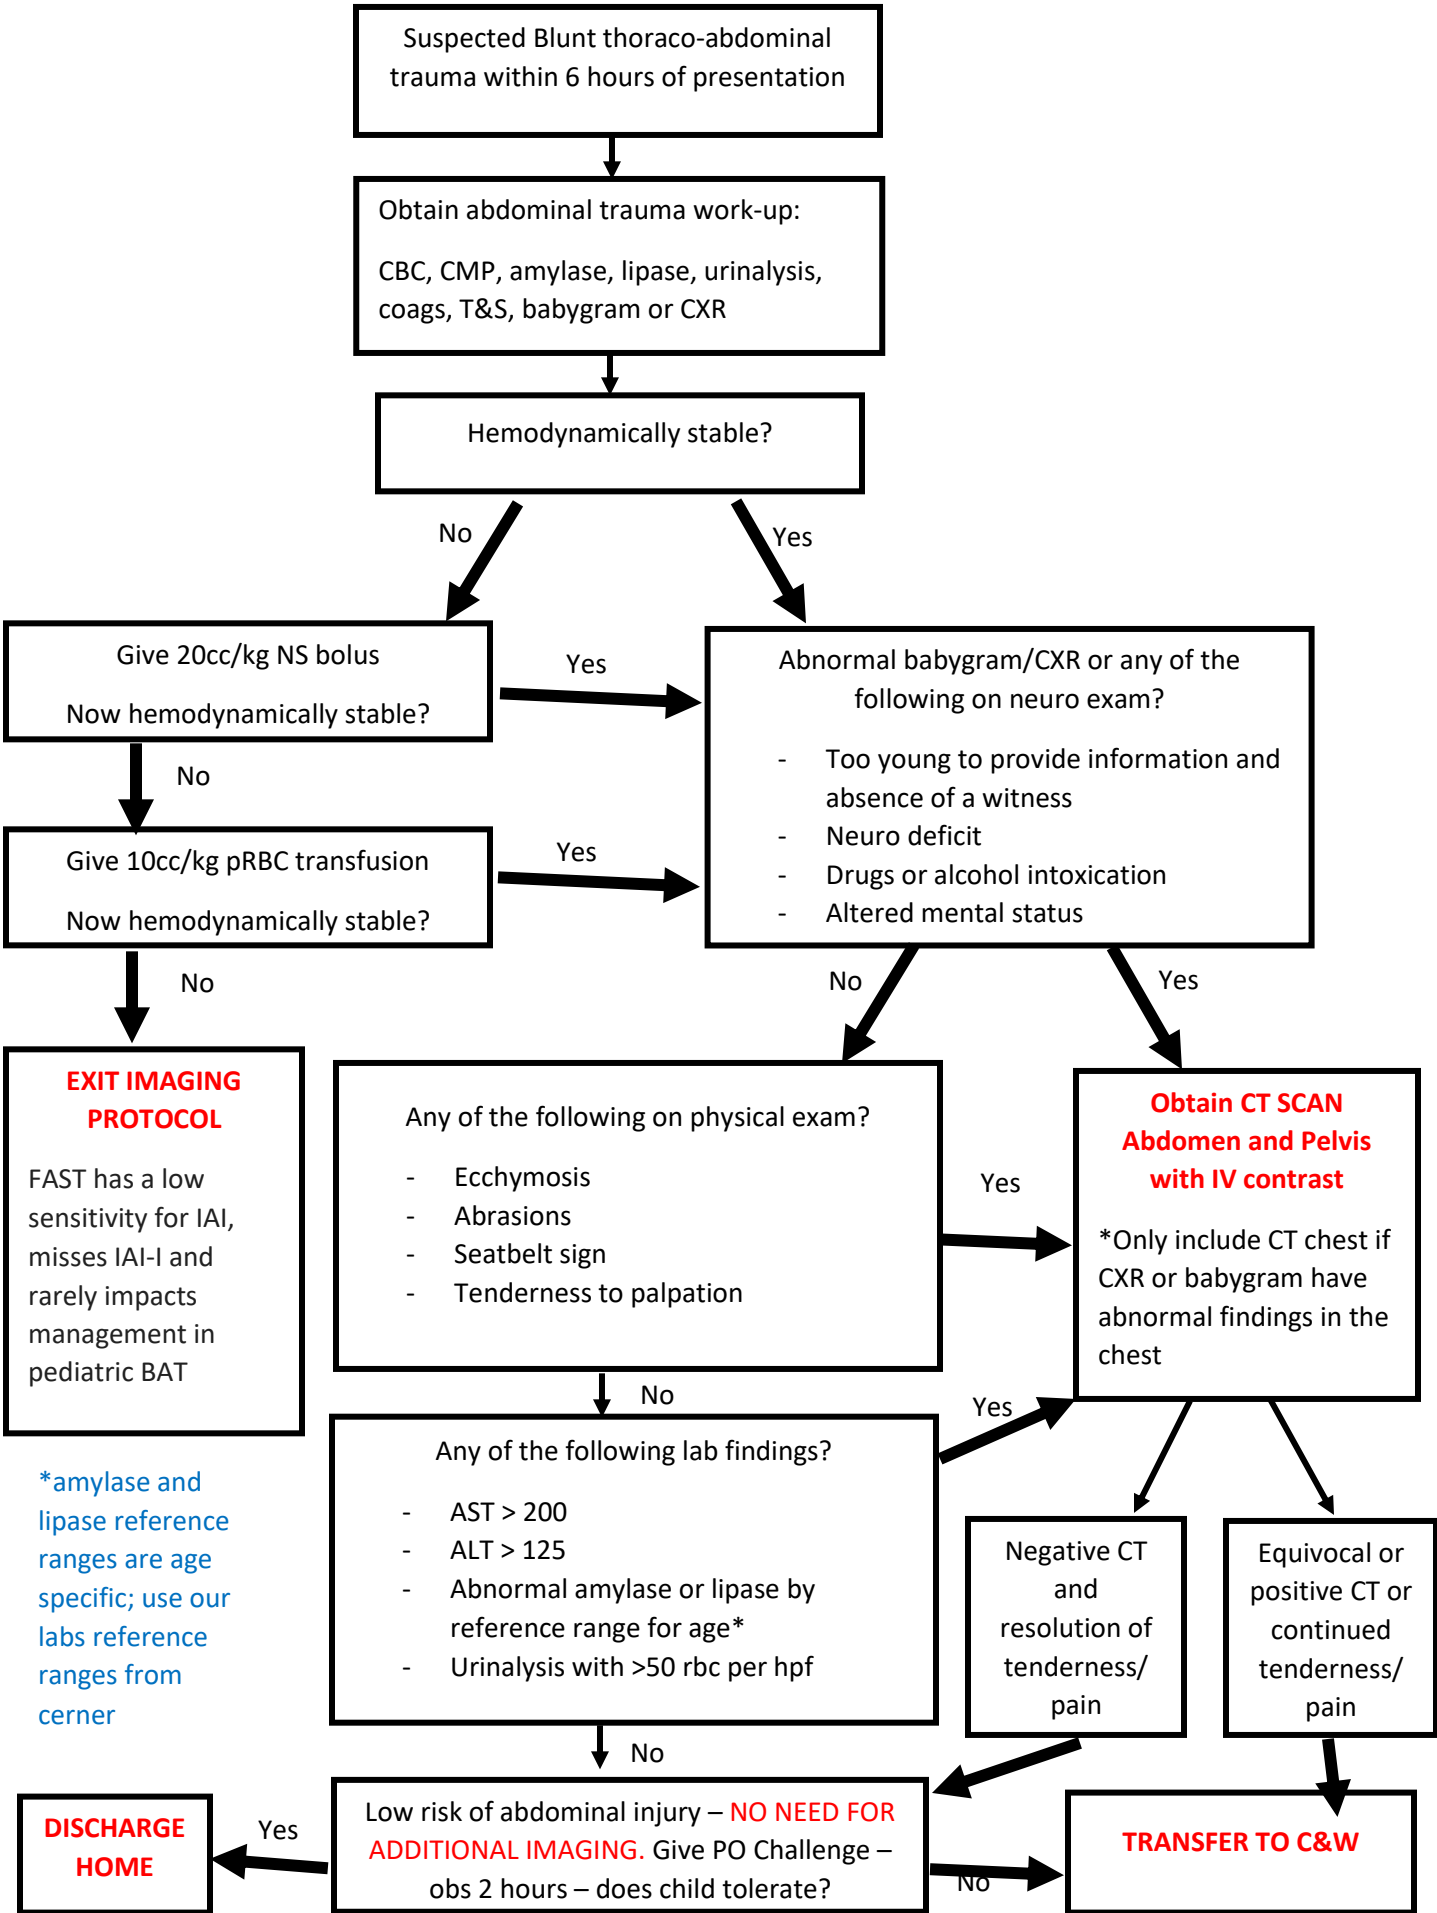 Suspected Blunt thoraco-abdominal
trauma within 6 hours of presentation
Obtain abdominal trauma work-up:
CBC, CMP, amylase, lipase, urinalysis,
coags, T&S, babygram or CXR
Hemodynamically stable?
No
Yes
Give 20cc/kg NS bolus
Now hemodynamically stable?
Yes
No
Give 10cc/kg pRBC transfusion
Now hemodynamically stable?
Yes
No
Abnormal babygram/CXR or any of the
following on neuro exam?
- Too young to provide information and
absence of a witness
- Neuro deficit
- Drugs or alcohol intoxication
- Altered mental status
No
Yes
EXIT IMAGING
PROTOCOL
FAST has a low
sensitivity for IAI,
misses IAI-I and
rarely impacts
management in
pediatric BAT
Any of the following on physical exam?
- Ecchymosis
- Abrasions
- Seatbelt sign
- Tenderness to palpation
Yes
No
Obtain CT SCAN
Abdomen and Pelvis
with IV contrast
*Only include CT chest if
CXR or babygram have
abnormal findings in the
chest
*amylase and
lipase reference
ranges are age
specific; use our
labs reference
ranges from
cerner
Any of the following lab findings?
- AST > 200
- ALT > 125
- Abnormal amylase or lipase by
reference range for age*
- Urinalysis with >50 rbc per hpf
Yes
No
Negative CT
and
resolution of
tenderness/
pain
Equivocal or
positive CT or
continued
tenderness/
pain
Low risk of abdominal injury – NO NEED FOR
ADDITIONAL IMAGING. Give PO Challenge –
obs 2 hours – does child tolerate?
Yes
DISCHARGE
HOME
No
TRANSFER TO C&W